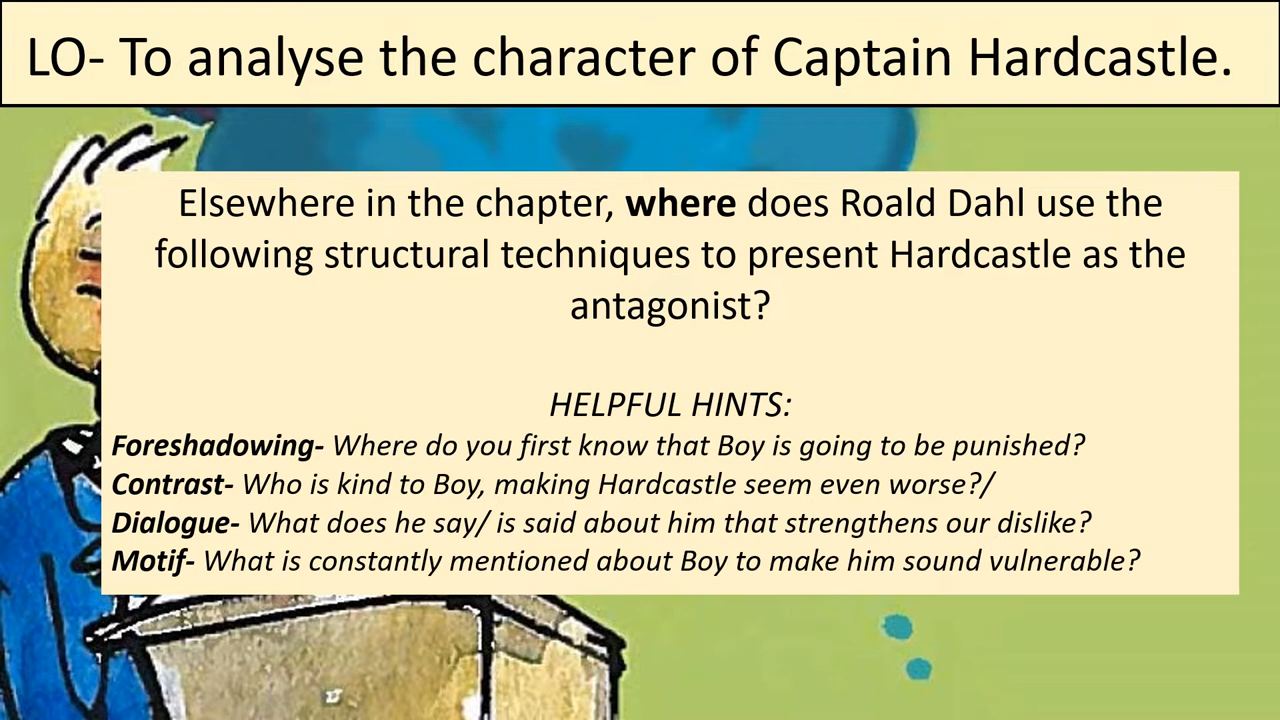 LO- To analyse the character of Captain Hardcastle.
Elsewhere in the chapter, where does Roald Dahl use the
following structural techniques to present Hardcastle as the
antagonist?
HELPFUL HINTS:
Foreshadowing- Where do you first know that Boy is going to be punished?
Contrast- Who is kind to Boy, making Hardcastle seem even worse?/
Dialogue- What does he say/ is said about him that strengthens our dislike?
Motif- What is constantly mentioned about Boy to make him sound vulnerable?